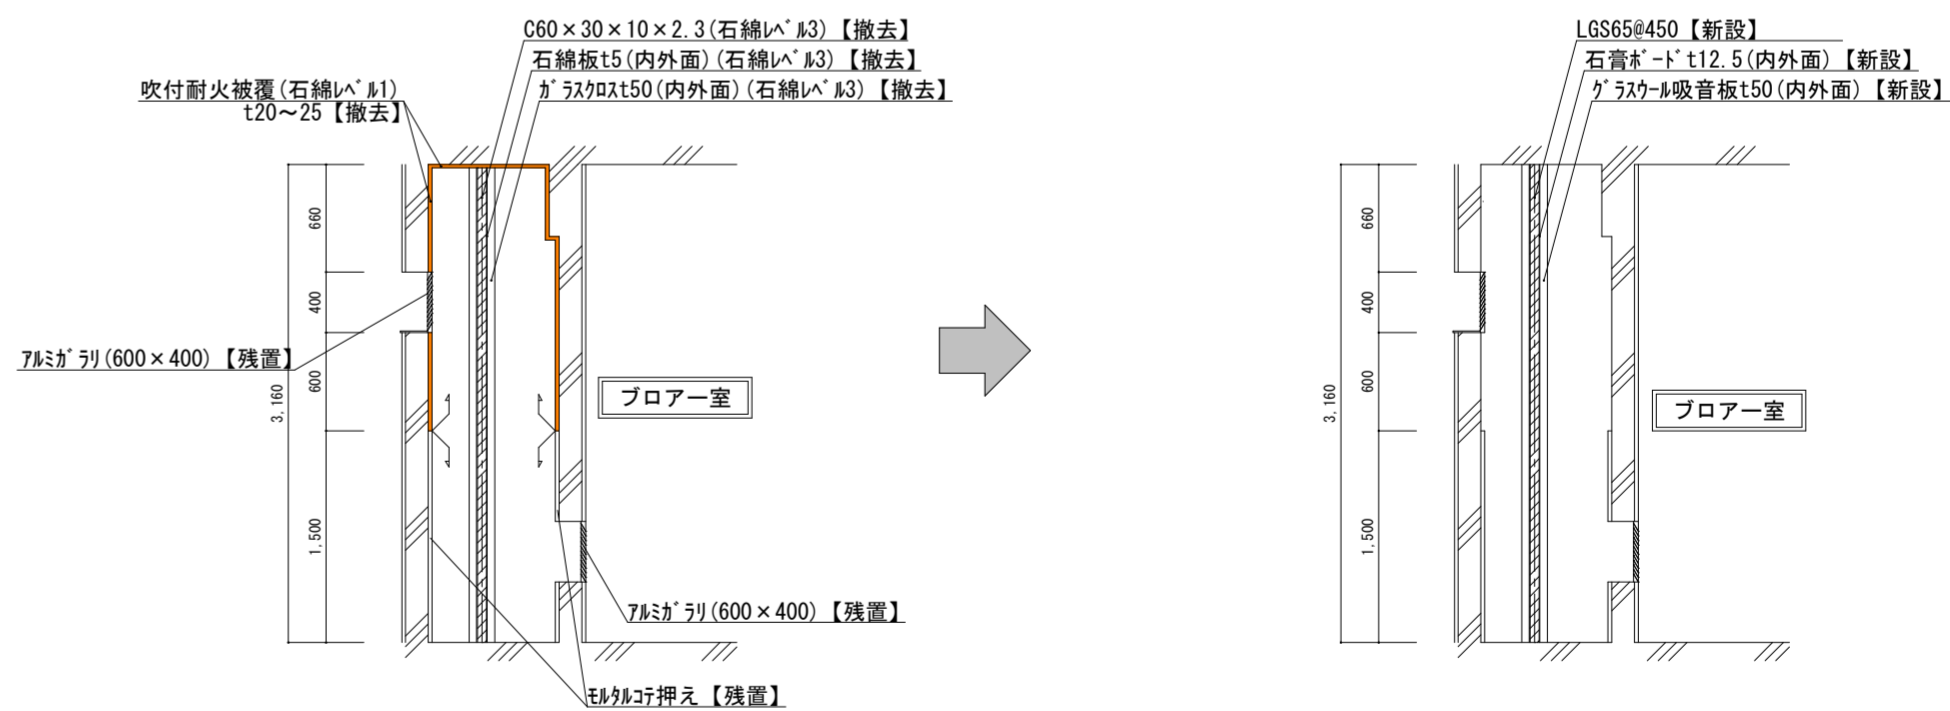 C60×30×10×2.3(石綿ﾚﾍﾞﾙ3)【撤去】
石綿板t5(内外面)(石綿ﾚﾍﾞﾙ3)【撤去】
ｶﾞﾗｽｸﾛｽt50(内外面)(石綿ﾚﾍﾞﾙ3)【撤去】
吹付耐火被覆(石綿ﾚﾍﾞﾙ1)
t20～25【撤去】
660
400
600
3,160
1,500
ｱﾙﾐｶﾞﾗﾘ(600×400)【残置】
ブロアー室
ｱﾙﾐｶﾞﾗﾘ(600×400)【残置】
ﾓﾙﾀﾙｺﾃ押え【残置】
LGS65@450【新設】
石膏ﾎﾞｰﾄﾞt12.5(内外面)【新設】
ｸﾞﾗｽｳｰﾙ吸音板t50(内外面)【新設】
660
400
600
3,160
1,500
ブロアー室